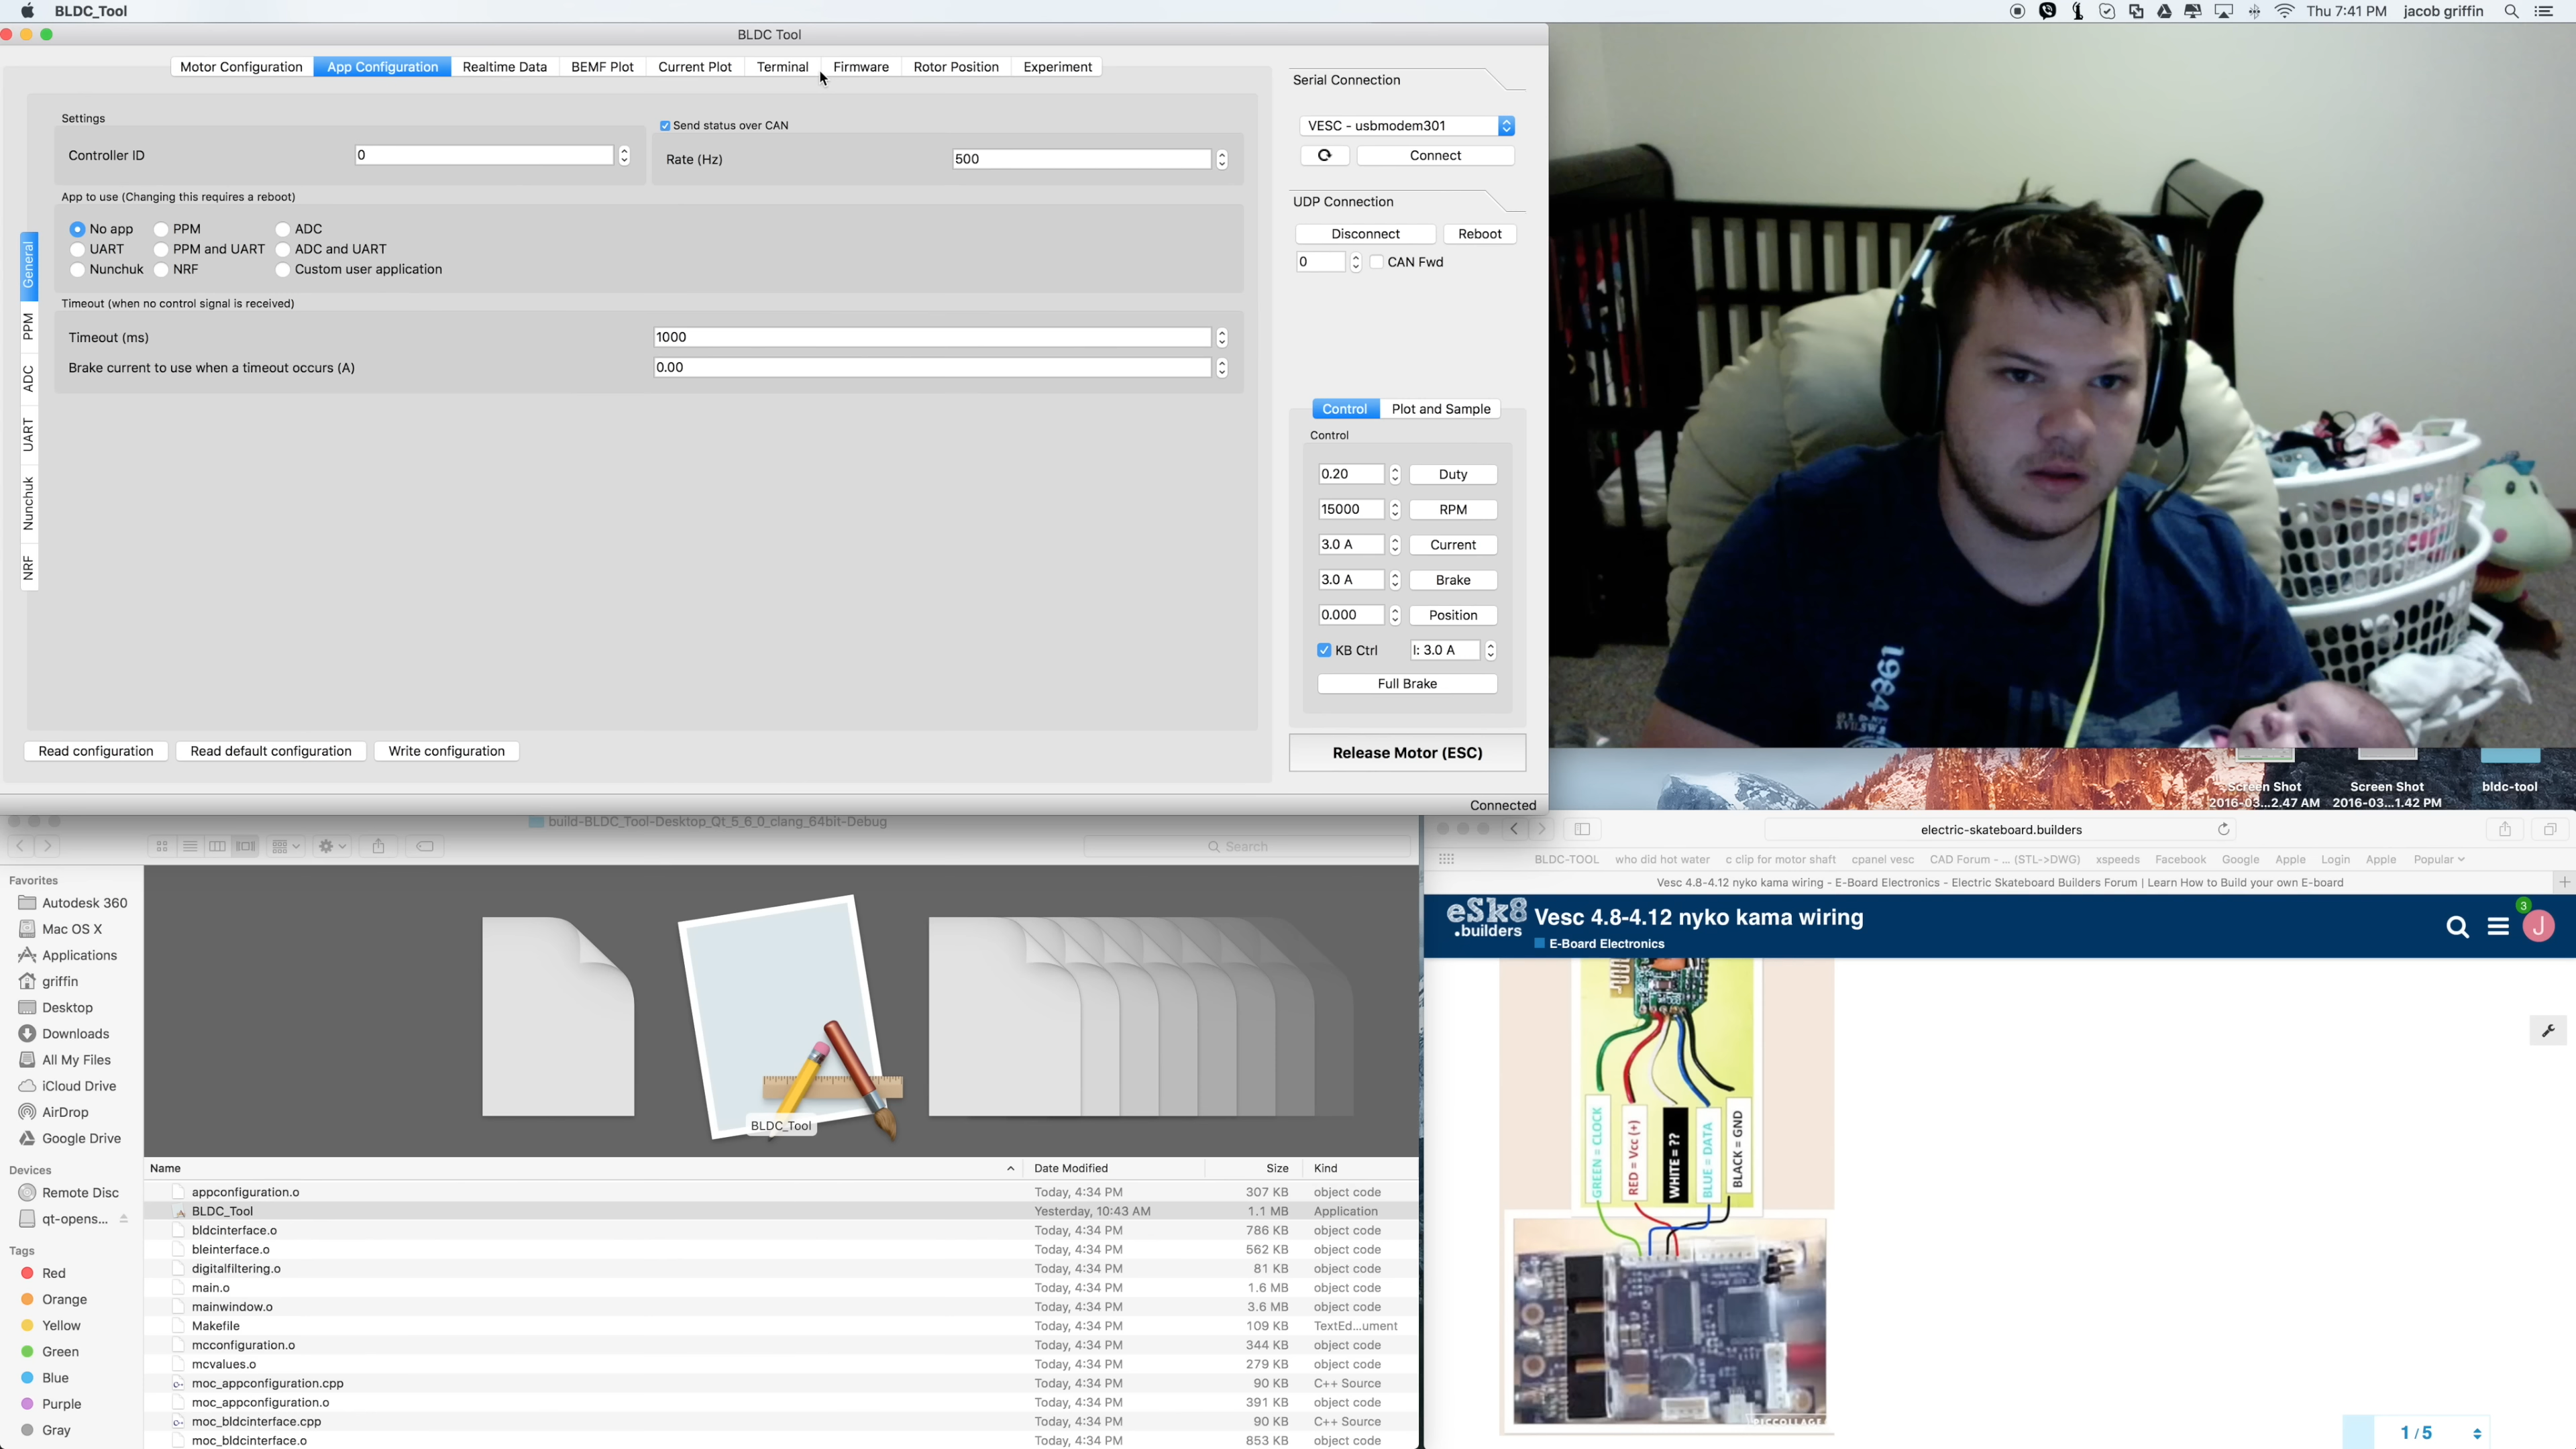 BLDC_Tool
Thu 7:41 PM jacob griffin
BLDC Tool
Motor Configuration App Configuration Realtime Data BEMF Plot Current Plot Terminal Firmware Rotor Position Experiment
Settings
Controller ID 0
Send status over CAN
Rate (Hz) 500
App to use (Changing this requires a reboot)
No app PPM ADC
UART PPM and UART ADC and UART
Nunchuk NRF Custom user application
Timeout (when no control signal is received)
Timeout (ms) 1000
Brake current to use when a timeout occurs (A) 0.00
General
PPM
ADC
UART
Nunchuk
NRF
Read configuration Read default configuration Write configuration
Serial Connection
VESC - usbmodem301
Connect
UDP Connection
Disconnect Reboot
0 CAN Fwd
Control Plot and Sample
Control
0.20 Duty
15000 RPM
3.0 A Current
3.0 A Brake
0.000 Position
KB Ctrl I: 3.0 A
Full Brake
Release Motor (ESC)
Connected
1984
Screen Shot
2016-03...2.47 AM
Screen Shot
2016-03...1.42 PM
bldc-tool
build-BLDC_Tool-Desktop_Qt_5_6_0_clang_64bit-Debug
Search
Favorites
Autodesk 360
Mac OS X
Applications
griffin
Desktop
Downloads
All My Files
iCloud Drive
AirDrop
Google Drive
Devices
Remote Disc
qt-opens...
Tags
Red
Orange
Yellow
Green
Blue
Purple
Gray
BLDC_Tool
Name Date Modified Size Kind
appconfiguration.o Today, 4:34 PM 307 KB object code
BLDC_Tool Yesterday, 10:43 AM 1.1 MB Application
bldcinterface.o Today, 4:34 PM 786 KB object code
bleinterface.o Today, 4:34 PM 562 KB object code
digitalfiltering.o Today, 4:34 PM 81 KB object code
main.o Today, 4:34 PM 1.6 MB object code
mainwindow.o Today, 4:34 PM 3.6 MB object code
Makefile Today, 4:34 PM 109 KB TextEd...ument
mcconfiguration.o Today, 4:34 PM 344 KB object code
mcvalues.o Today, 4:34 PM 279 KB object code
moc_appconfiguration.cpp Today, 4:34 PM 90 KB C++ Source
moc_appconfiguration.o Today, 4:34 PM 391 KB object code
moc_bldcinterface.cpp Today, 4:34 PM 90 KB C++ Source
moc_bldcinterface.o Today, 4:34 PM 853 KB object code
electric-skateboard.builders
BLDC-TOOL who did hot water c clip for motor shaft cpanel vesc CAD Forum - ... (STL->DWG) xspeeds Facebook Google Apple Login Apple Popular
Vesc 4.8-4.12 nyko kama wiring - E-Board Electronics - Electric Skateboard Builders Forum | Learn How to Build your own E-board
eSk8
.builders
Vesc 4.8-4.12 nyko kama wiring
E-Board Electronics
3
J
GREEN = CLOCK
RED = Vcc (+)
WHITE = ??
BLUE = DATA
BLACK = GND
PICCOLLAGE
1 / 5